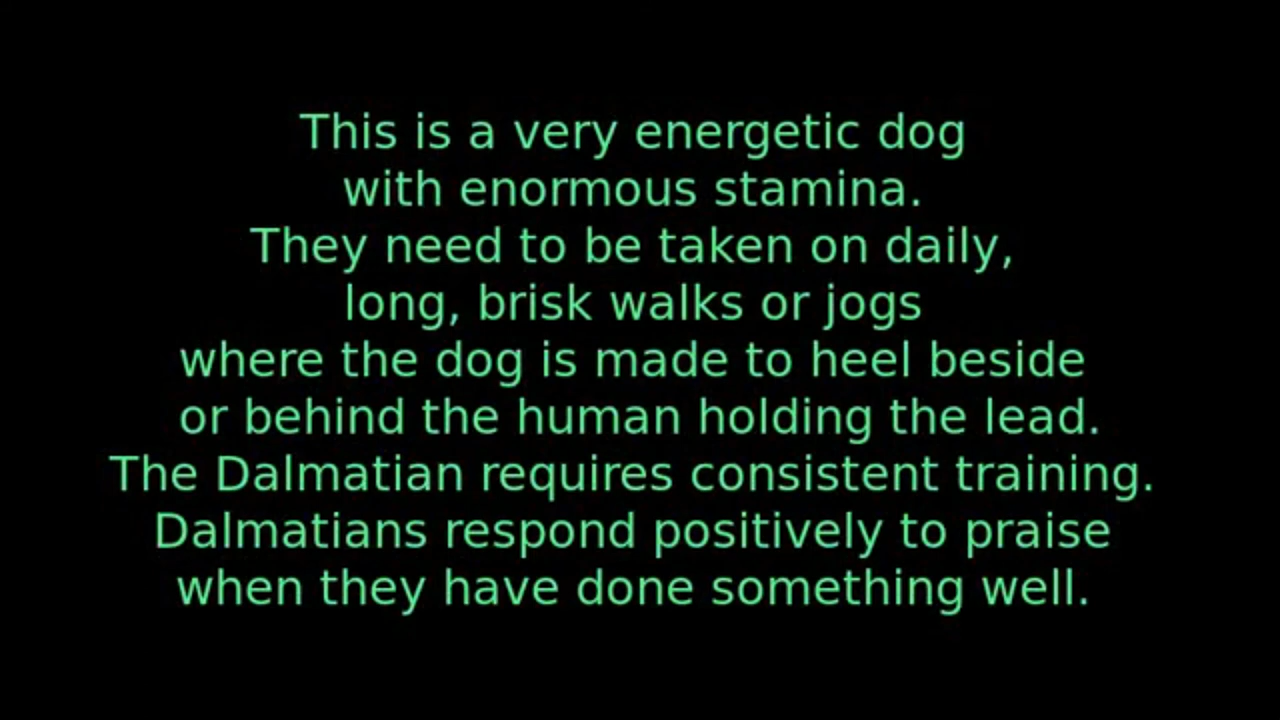 This is a very energetic dog
with enormous stamina.
They need to be taken on daily,
long, brisk walks or jogs
where the dog is made to heel beside
or behind the human holding the lead.
The Dalmatian requires consistent training.
Dalmatians respond positively to praise
when they have done something well.